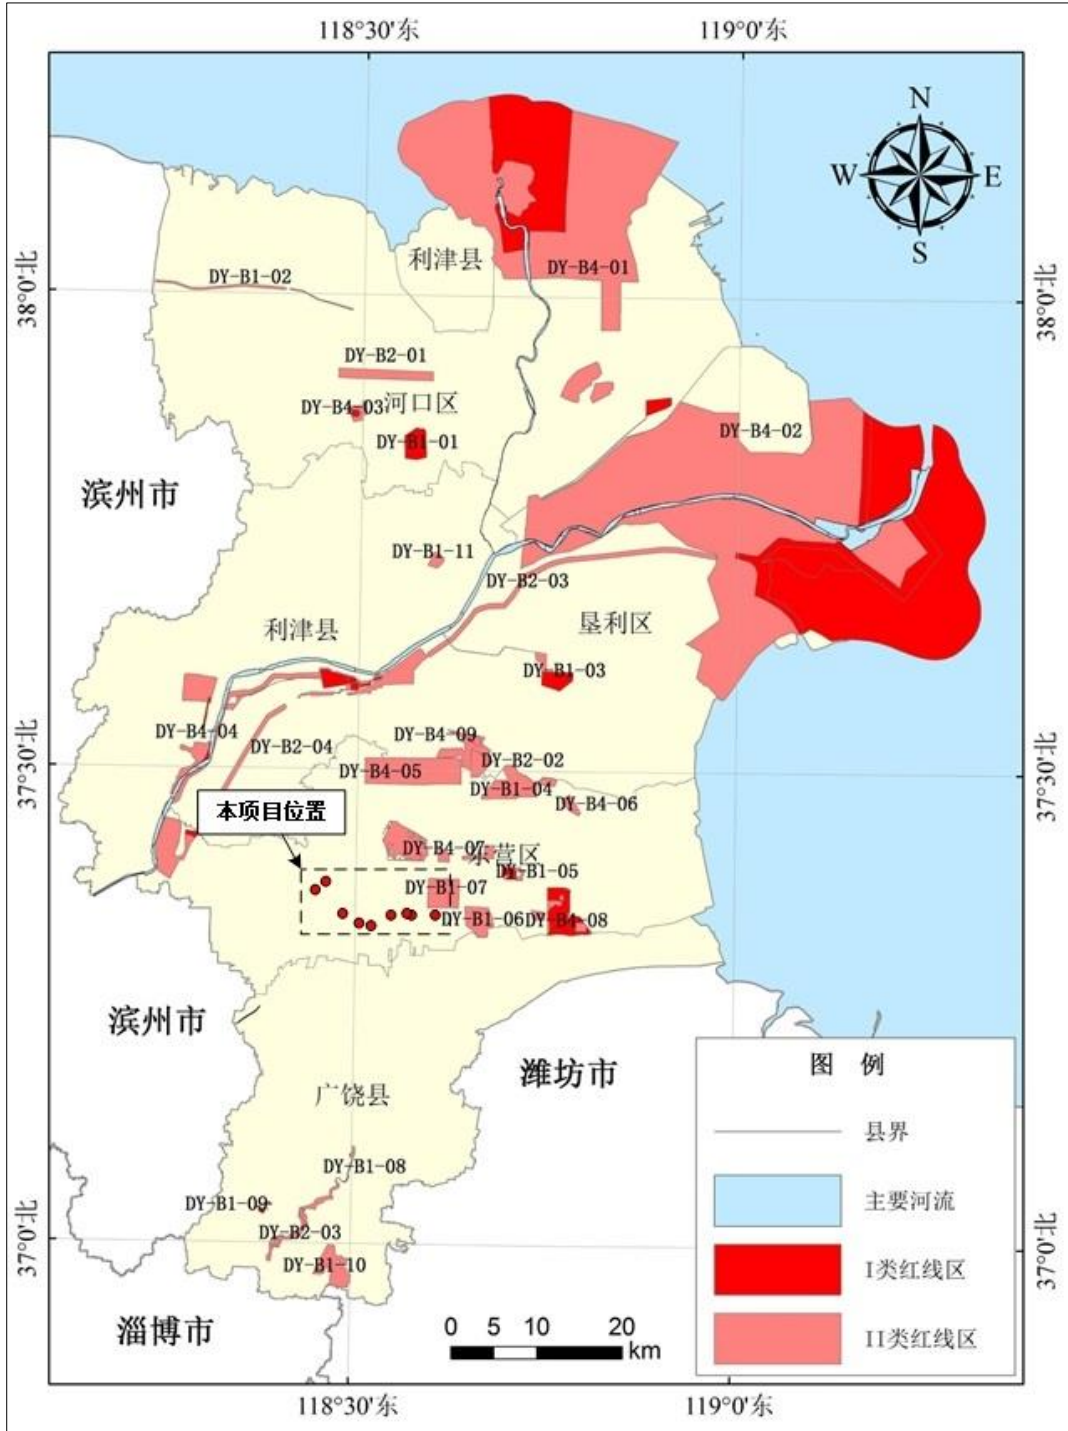 118°30'东
119°0'东
N
W
E
S
38°0'北
38°0'北
利津县
DY-B4-01
DY-B1-02
DY-B2-01
DY-B4-03
河口区
DY-B1-01
DY-B4-02
滨州市
DY-B1-11
DY-B2-03
利津县
垦利区
DY-B1-03
DY-B4-04
DY-B2-04
DY-B4-09
DY-B2-02
DY-B4-05
DY-B1-04
DY-B4-06
37°30'北
37°30'北
本项目位置
DY-B4-07
东营区
DY-B1-05
DY-B1-07
DY-B1-06
DY-B4-08
滨州市
潍坊市
广饶县
DY-B1-08
DY-B1-09
DY-B2-03
DY-B1-10
37°0'北
37°0'北
淄博市
图 例
县界
主要河流
I类红线区
II类红线区
0 5 10 20
km
118°30'东
119°0'东